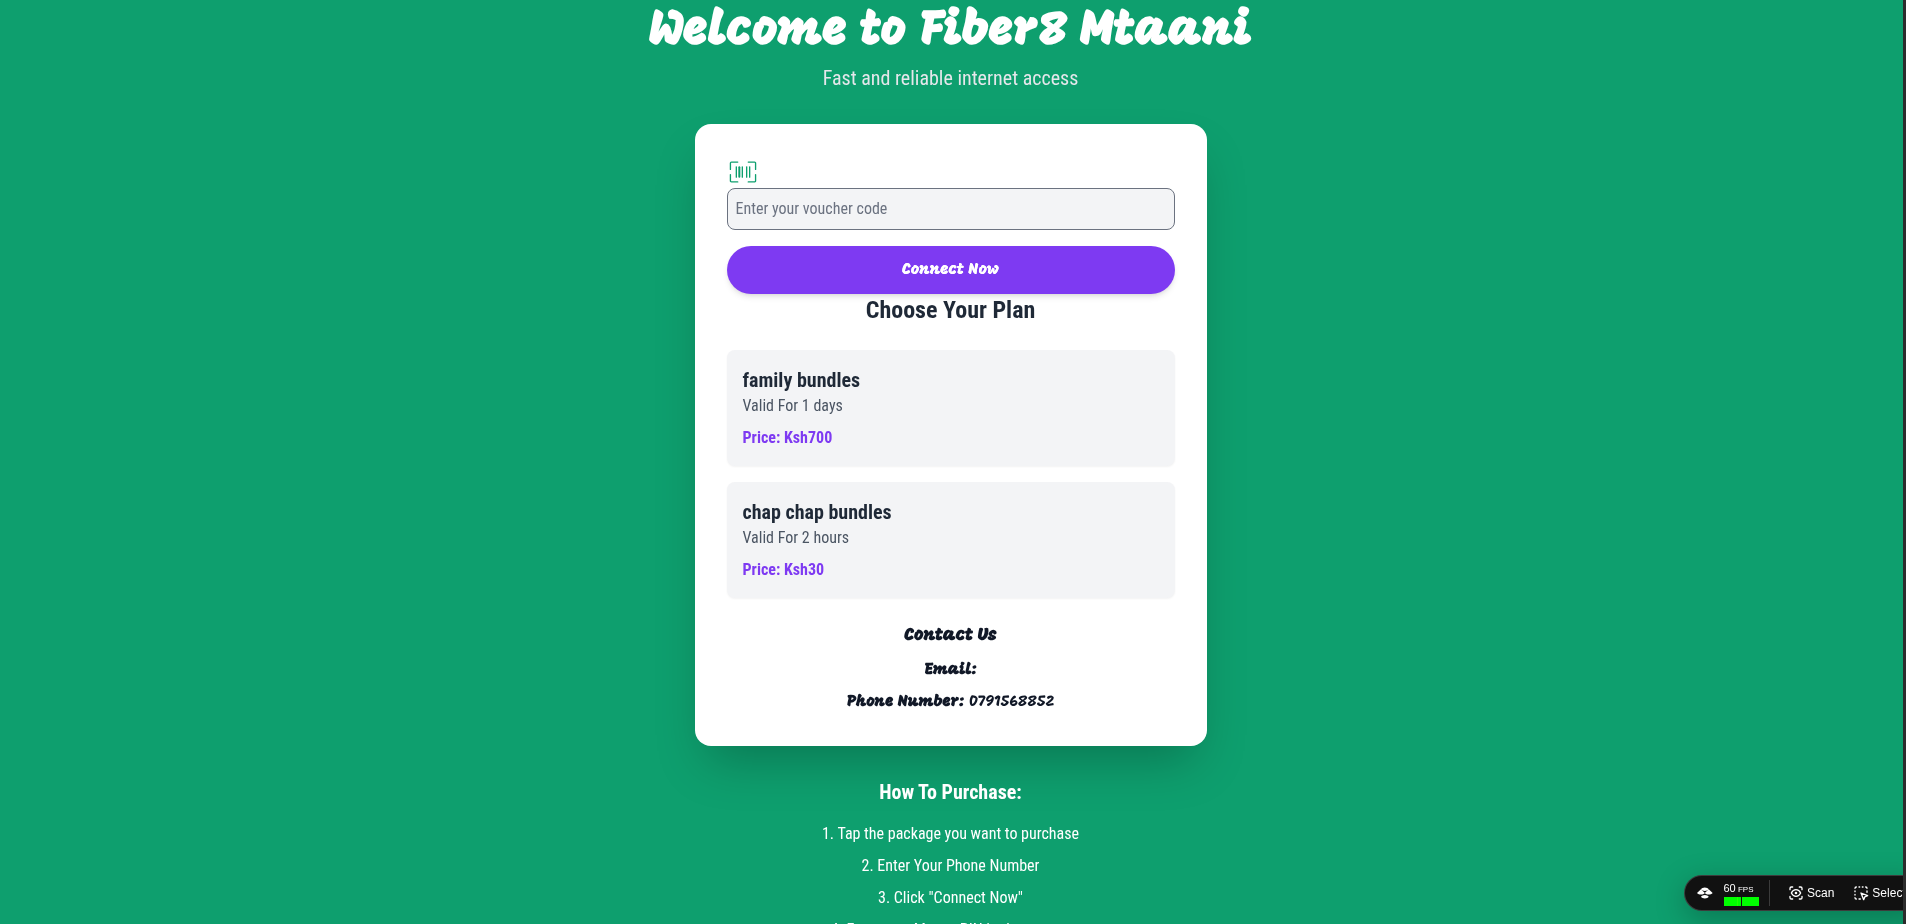 Welcome to Fiber8 Mtaani
Fast and reliable internet access
Enter your voucher code
Connect Now
Choose Your Plan
family bundles
Valid For 1 days
Price: Ksh700
chap chap bundles
Valid For 2 hours
Price: Ksh30
Contact Us
Email:
Phone Number: 0791568852
How To Purchase:
1. Tap the package you want to purchase
2. Enter Your Phone Number
3. Click "Connect Now"
60 FPS
Scan
Selec